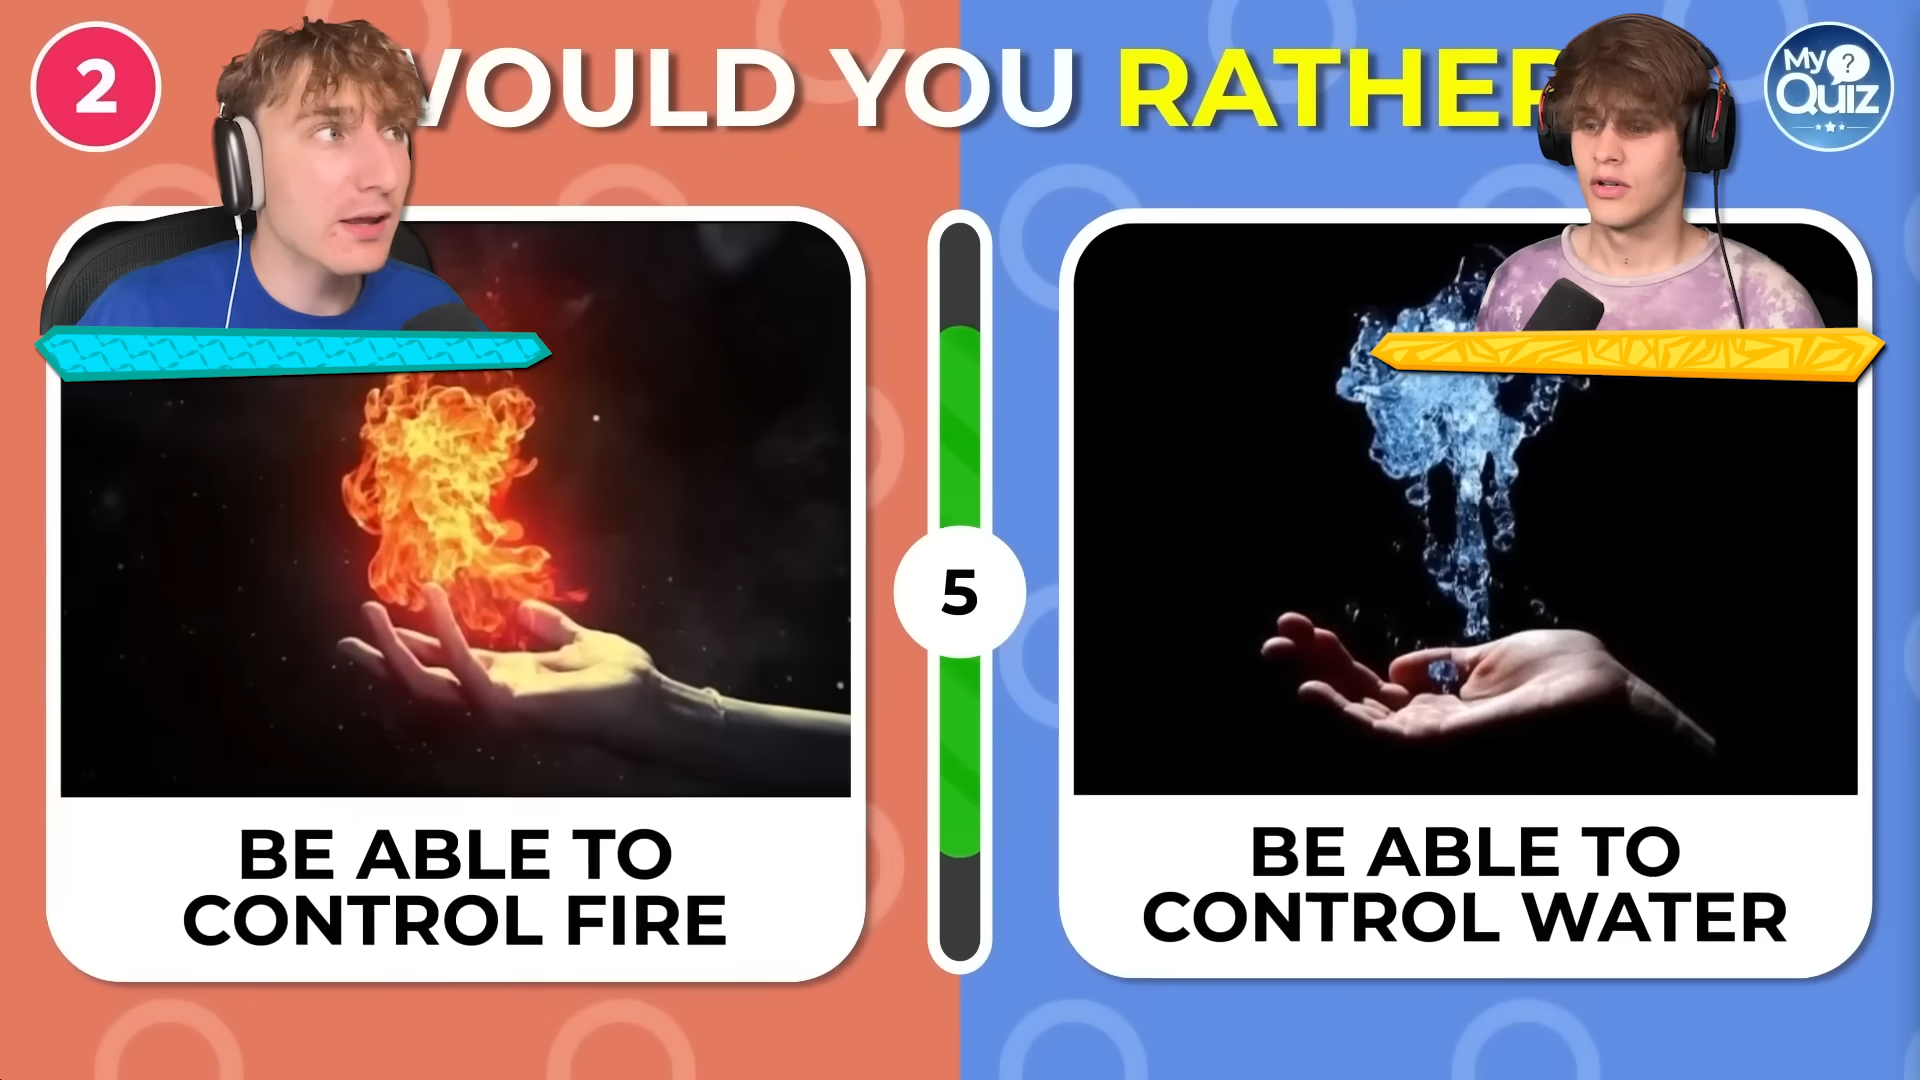 2
WOULD YOU RATHER
My ?
Quiz
5
BE ABLE TO
CONTROL FIRE
BE ABLE TO
CONTROL WATER